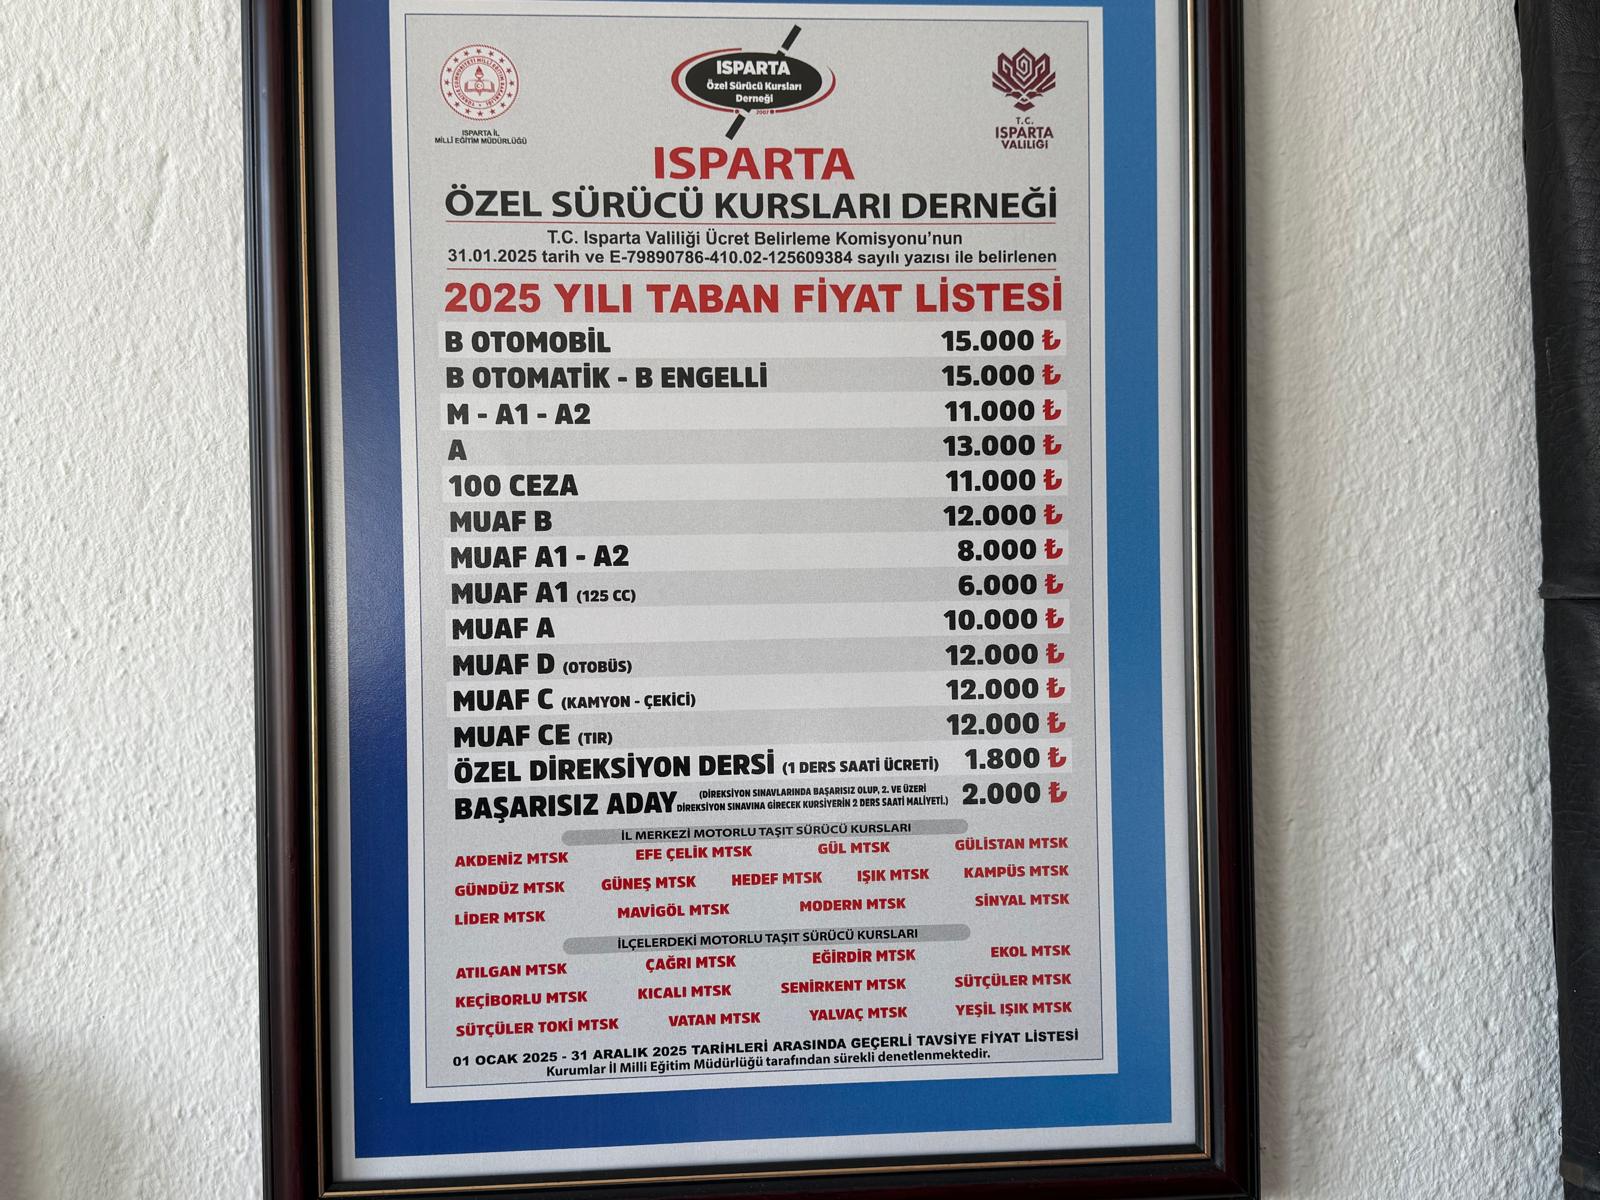 ISPARTA İL
MİLLİ EĞİTİM MÜDÜRLÜĞÜ
ISPARTA
Özel Sürücü Kursları
Derneği
2007
T.C.
ISPARTA
VALİLİĞİ
ISPARTA
ÖZEL SÜRÜCÜ KURSLARI DERNEĞİ
T.C. Isparta Valiliği Ücret Belirleme Komisyonu'nun
31.01.2025 tarih ve E-79890786-410.02-125609384 sayılı yazısı ile belirlenen
2025 YILI TABAN FİYAT LİSTESİ
B OTOMOBİL 15.000 ₺
B OTOMATİK - B ENGELLİ 15.000 ₺
M - A1 - A2 11.000 ₺
A 13.000 ₺
100 CEZA 11.000 ₺
MUAF B 12.000 ₺
MUAF A1 - A2 8.000 ₺
MUAF A1 (125 CC) 6.000 ₺
MUAF A 10.000 ₺
MUAF D (OTOBÜS) 12.000 ₺
MUAF C (KAMYON - ÇEKİCİ) 12.000 ₺
MUAF CE (TIR) 12.000 ₺
ÖZEL DİREKSİYON DERSİ (1 DERS SAATİ ÜCRETİ) 1.800 ₺
BAŞARISIZ ADAY (DİREKSİYON SINAVLARINDA BAŞARISIZ OLUP, 2. VE ÜZERİ
DİREKSİYON SINAVINA GİRECEK KURSİYERİN 2 DERS SAATİ MALİYETİ.) 2.000 ₺
İL MERKEZİ MOTORLU TAŞIT SÜRÜCÜ KURSLARI
AKDENİZ MTSK EFE ÇELİK MTSK GÜL MTSK GÜLİSTAN MTSK
GÜNDÜZ MTSK GÜNEŞ MTSK HEDEF MTSK IŞIK MTSK KAMPÜS MTSK
LİDER MTSK MAVİGÖL MTSK MODERN MTSK SİNYAL MTSK
İLÇELERDEKİ MOTORLU TAŞIT SÜRÜCÜ KURSLARI
ATILGAN MTSK ÇAĞRI MTSK EĞİRDİR MTSK EKOL MTSK
KEÇİBORLU MTSK KICALI MTSK SENİRKENT MTSK SÜTÇÜLER MTSK
SÜTÇÜLER TOKİ MTSK VATAN MTSK YALVAÇ MTSK YEŞİL IŞIK MTSK
01 OCAK 2025 - 31 ARALIK 2025 TARİHLERİ ARASINDA GEÇERLİ TAVSİYE FİYAT LİSTESİ
Kurumlar İl Milli Eğitim Müdürlüğü tarafından sürekli denetlenmektedir.